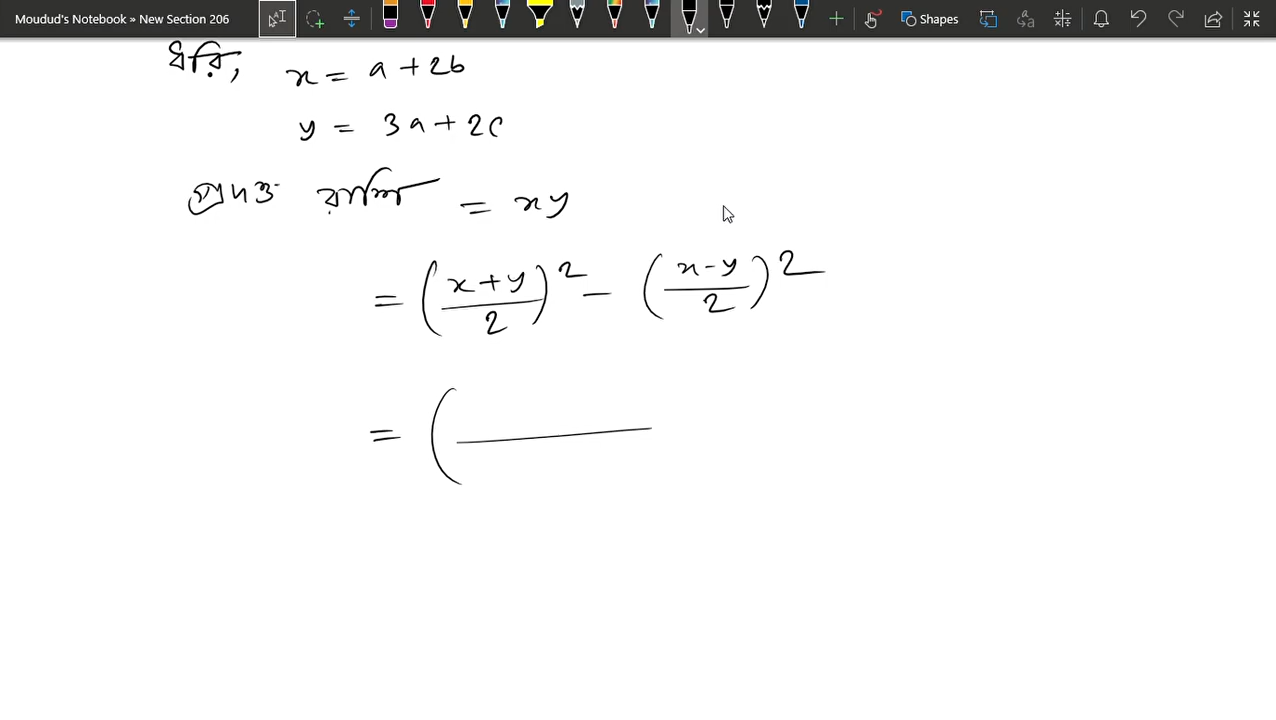 Moudud's Notebook » New Section 206
Shapes
ধরি, x = a + 2b
y = 3a + 2c
প্রদত্ত রাশি = xy
= (x + y / 2)² - (x - y / 2)²
= (